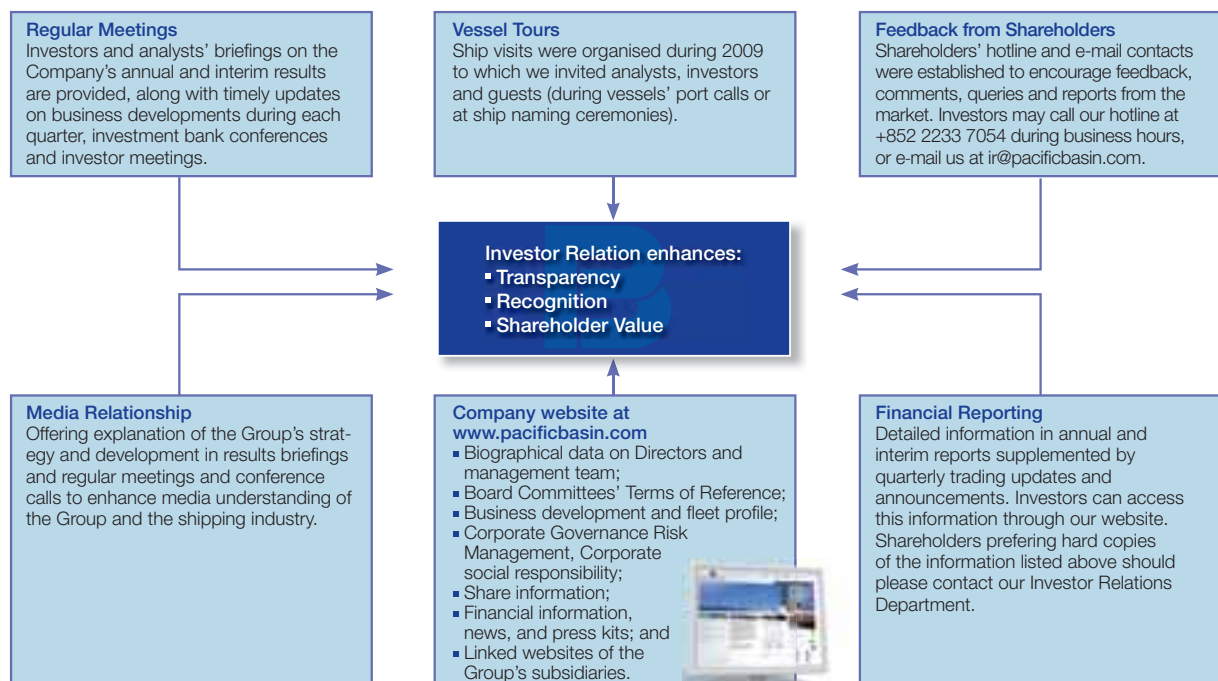 Regular Meetings
Investors and analysts' briefings on the
Company's annual and interim results
are provided, along with timely updates
on business developments during each
quarter, investment bank conferences
and investor meetings.
Vessel Tours
Ship visits were organised during 2009
to which we invited analysts, investors
and guests (during vessels' port calls or
at ship naming ceremonies).
Feedback from Shareholders
Shareholders' hotline and e-mail contacts
were established to encourage feedback,
comments, queries and reports from the
market. Investors may call our hotline at
+852 2233 7054 during business hours,
or e-mail us at ir@pacificbasin.com.
Investor Relation enhances:
▪ Transparency
▪ Recognition
▪ Shareholder Value
Media Relationship
Offering explanation of the Group's strat-
egy and development in results briefings
and regular meetings and conference
calls to enhance media understanding of
the Group and the shipping industry.
Company website at
www.pacificbasin.com
▪ Biographical data on Directors and
management team;
▪ Board Committees' Terms of Reference;
▪ Business development and fleet profile;
▪ Corporate Governance Risk
Management, Corporate
social responsibility;
▪ Share information;
▪ Financial information,
news, and press kits; and
▪ Linked websites of the
Group's subsidiaries.
Financial Reporting
Detailed information in annual and
interim reports supplemented by
quarterly trading updates and
announcements. Investors can access
this information through our website.
Shareholders prefering hard copies
of the information listed above should
please contact our Investor Relations
Department.